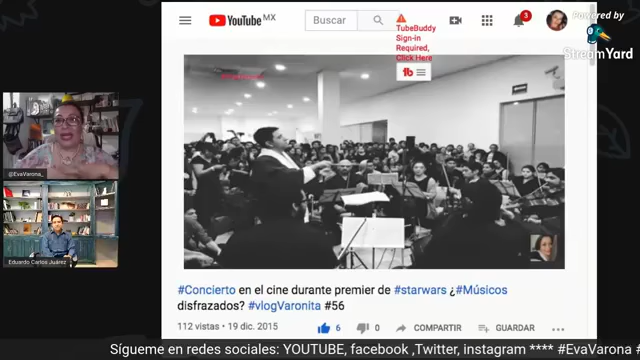 YouTube MX
Buscar
TubeBuddy
Sign-in
Required,
Click Here
3
Powered by
StreamYard
@EvaVarona_
Eduardo Carlos Juárez
#Concierto en el cine durante premier de #starwars ¿#Músicos
disfrazados? #vlogVaronita #56
112 vistas • 19 dic. 2015
6
0
COMPARTIR
GUARDAR
Sígueme en redes sociales: YOUTUBE, facebook ,Twitter, instagram **** #EvaVarona #